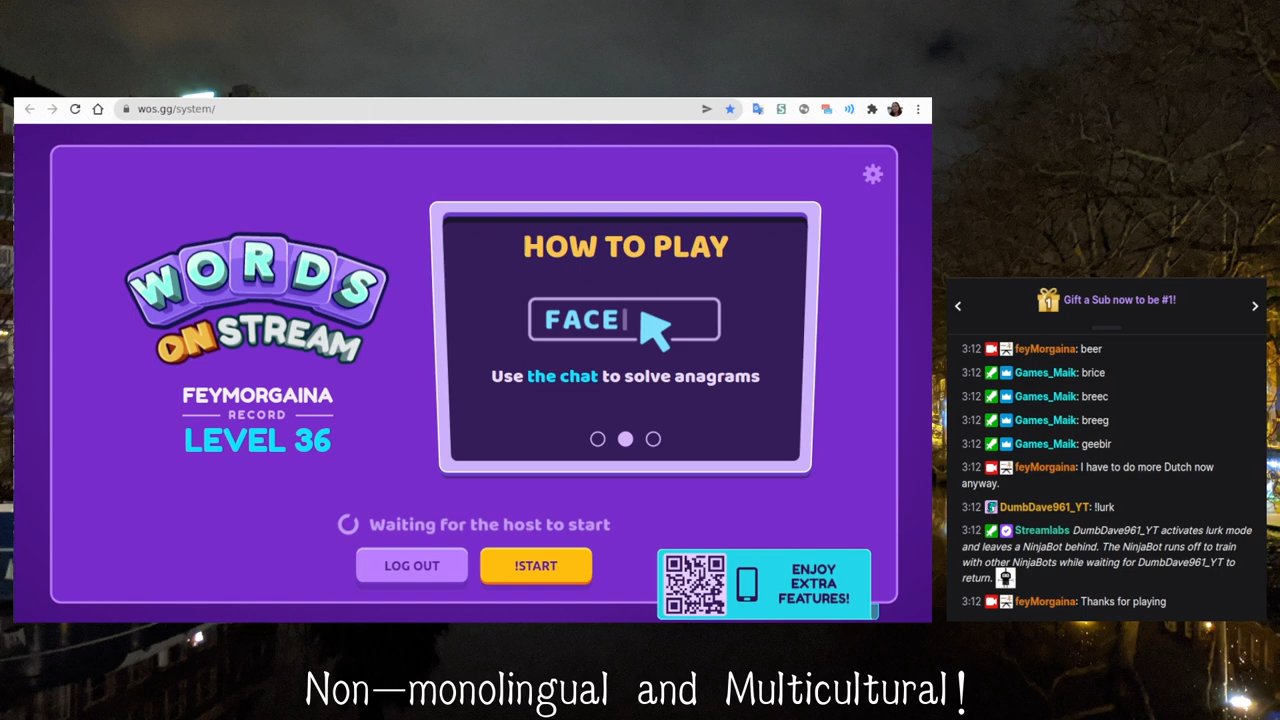 wos.gg/system/
WORDS
ON STREAM
FEYMORGAINA
RECORD
LEVEL 36
HOW TO PLAY
FACE
Use the chat to solve anagrams
Waiting for the host to start
LOG OUT
!START
ENJOY
EXTRA
FEATURES!
1 Gift a Sub now to be #1!
3:12 feyMorgaina: beer
3:12 Games_Maik: brice
3:12 Games_Maik: breec
3:12 Games_Maik: breeg
3:12 Games_Maik: geebir
3:12 feyMorgaina: I have to do more Dutch now
anyway.
3:12 DumbDave961_YT: !lurk
3:12 Streamlabs DumbDave961_YT activates lurk mode
and leaves a NinjaBot behind. The NinjaBot runs off to train
with other NinjaBots while waiting for DumbDave961_YT to
return.
3:12 feyMorgaina: Thanks for playing
Non-monolingual and Multicultural!